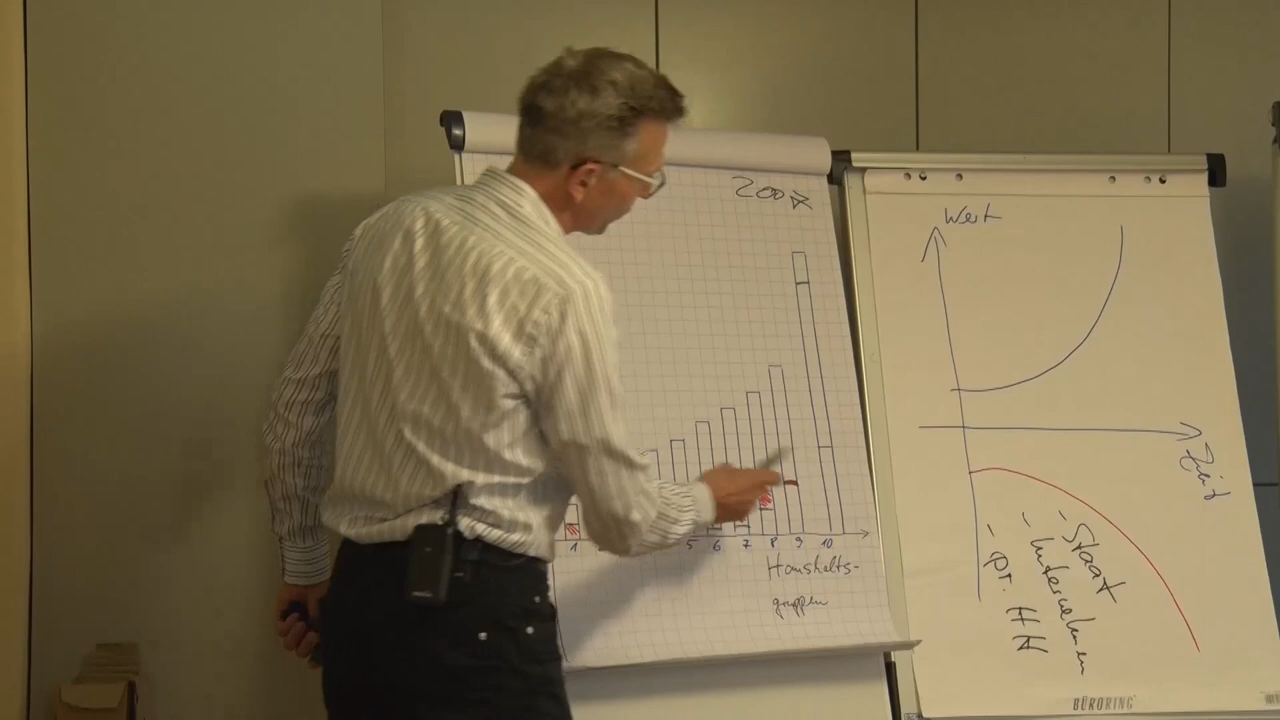 2007
1
5 6 7 8 9 10
Haushalts-
gruppen
Wert
Zeit
- Staat
- Unternehmen
- pr. HH
BÜRORING